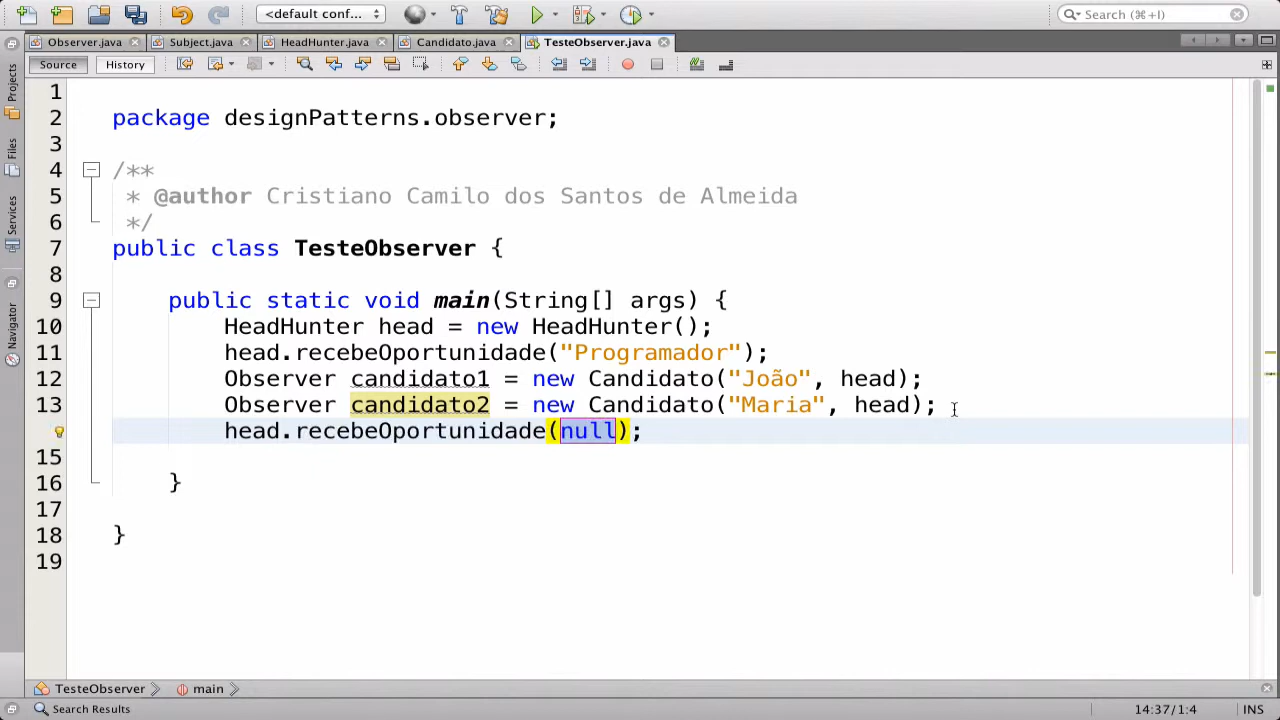 <default conf...
Search (⌘+I)
Observer.java
Subject.java
HeadHunter.java
Candidato.java
TesteObserver.java
Source
History
Projects
Files
Services
Navigator
1
2 package designPatterns.observer;
3
4 /**
5 * @author Cristiano Camilo dos Santos de Almeida
6 */
7 public class TesteObserver {
8
9 public static void main(String[] args) {
10 HeadHunter head = new HeadHunter();
11 head.recebeOportunidade("Programador");
12 Observer candidato1 = new Candidato("João", head);
13 Observer candidato2 = new Candidato("Maria", head);
head.recebeOportunidade(null);
15
16 }
17
18 }
19
TesteObserver
main
Search Results
14:37/1:4
INS